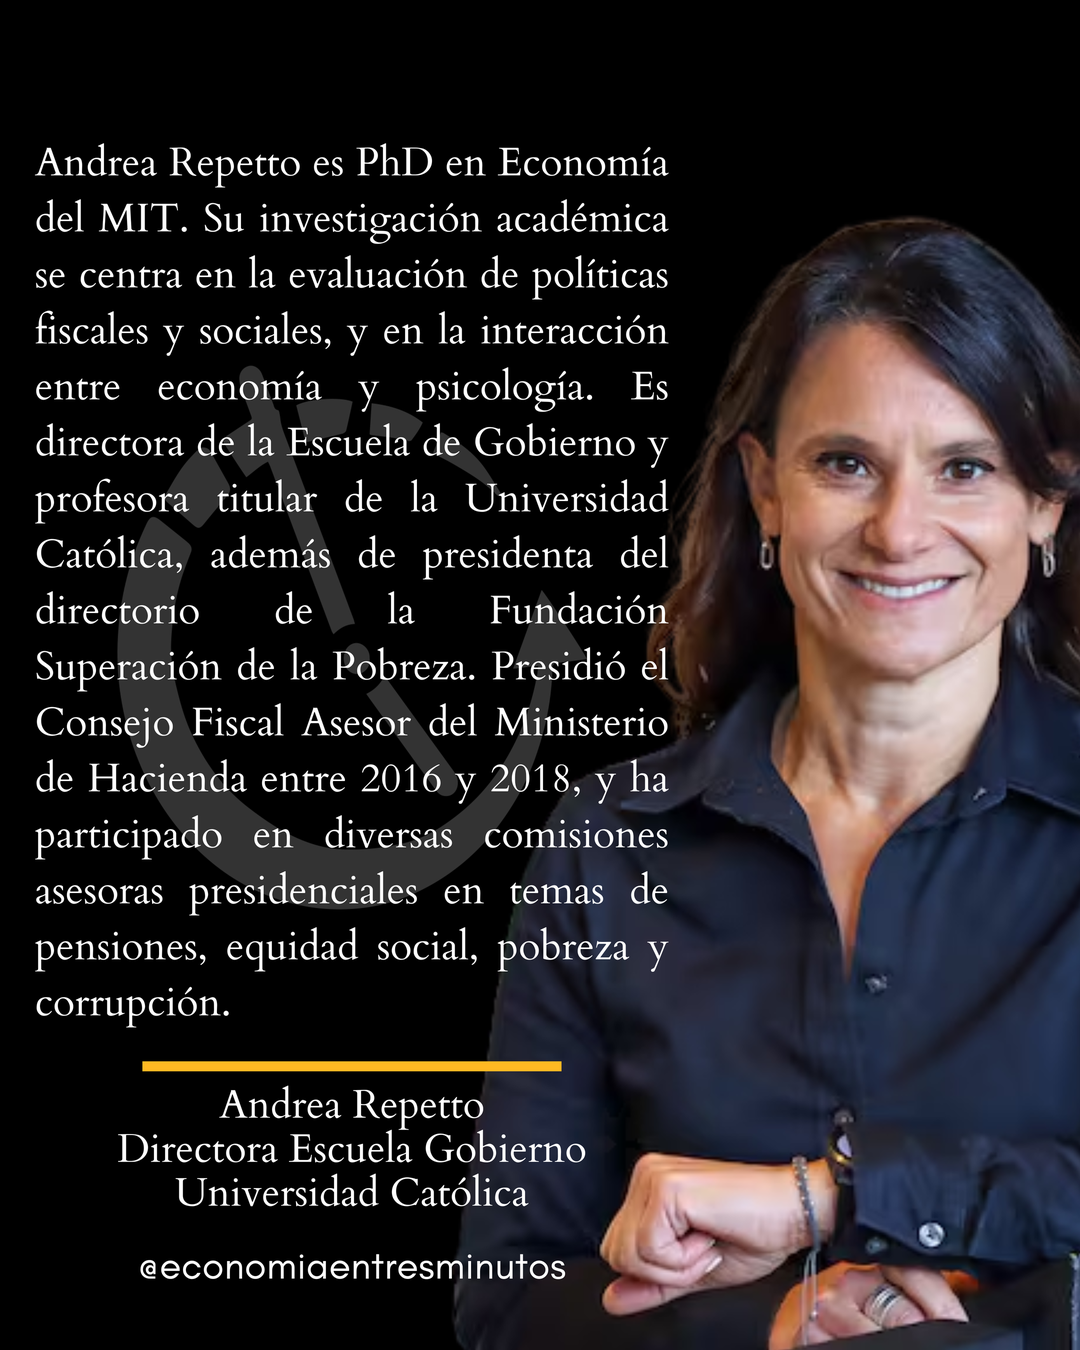 Andrea Repetto es PhD en Economía
del MIT. Su investigación académica
se centra en la evaluación de políticas
fiscales y sociales, y en la interacción
entre economía y psicología. Es
directora de la Escuela de Gobierno y
profesora titular de la Universidad
Católica, además de presidenta del
directorio de la Fundación
Superación de la Pobreza. Presidió el
Consejo Fiscal Asesor del Ministerio
de Hacienda entre 2016 y 2018, y ha
participado en diversas comisiones
asesoras presidenciales en temas de
pensiones, equidad social, pobreza y
corrupción.
Andrea Repetto
Directora Escuela Gobierno
Universidad Católica
@economiaentresminutos